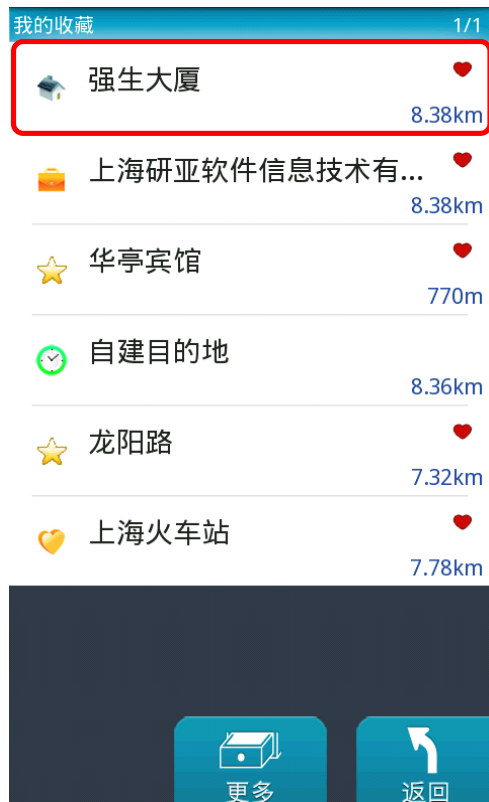 我的收藏 1/1
强生大厦
8.38km
上海研亚软件信息技术有...
8.38km
华亭宾馆
770m
自建目的地
8.36km
龙阳路
7.32km
上海火车站
7.78km
更多 返回